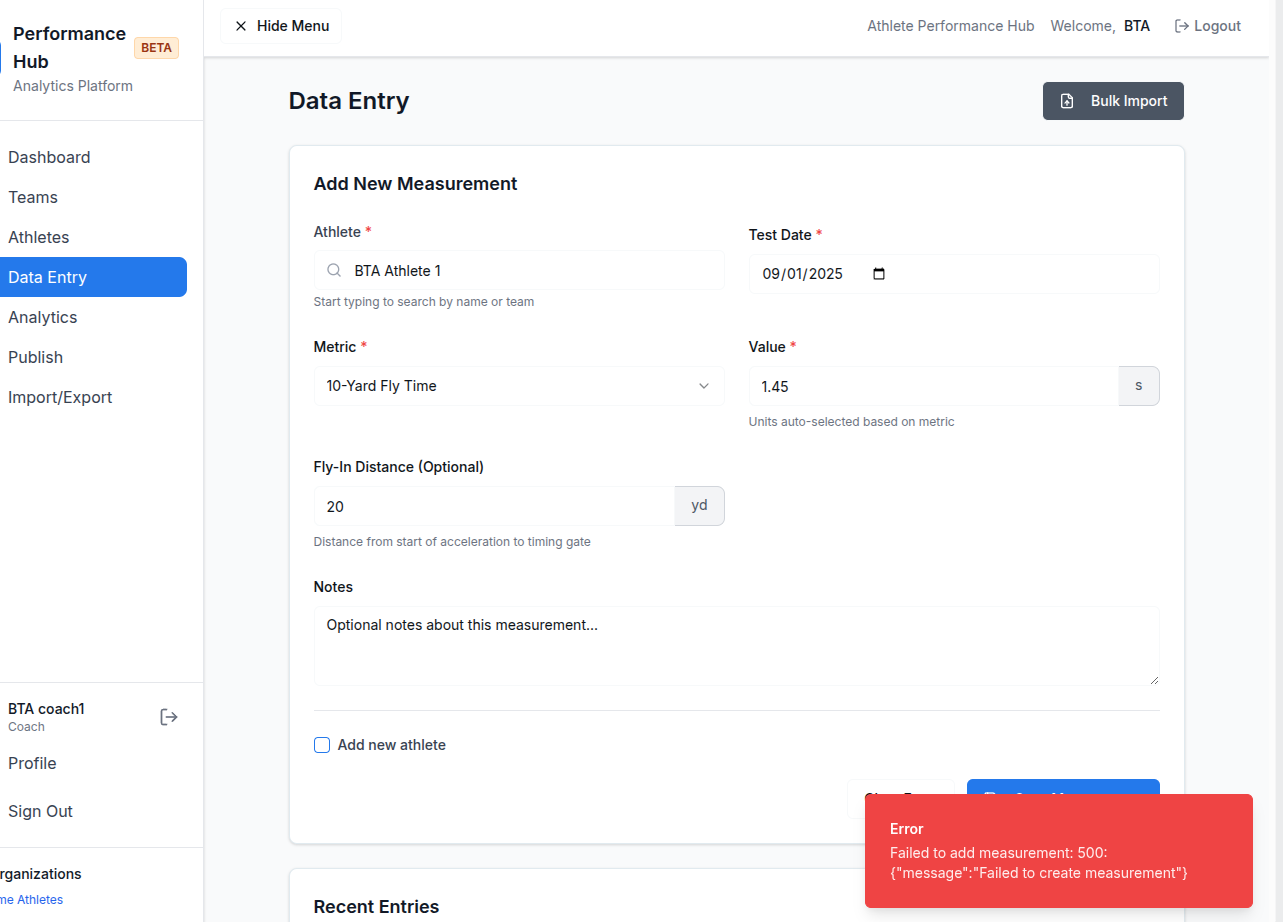 Performance
Hub
BETA
Analytics Platform
Dashboard
Teams
Athletes
Data Entry
Analytics
Publish
Import/Export
BTA coach1
Coach
Profile
Sign Out
rganizations
me Athletes
Hide Menu
Athlete Performance Hub Welcome, BTA Logout
Data Entry
Bulk Import
Add New Measurement
Athlete *
BTA Athlete 1
Start typing to search by name or team
Test Date *
09/01/2025
Metric *
10-Yard Fly Time
Value *
1.45 s
Units auto-selected based on metric
Fly-In Distance (Optional)
20 yd
Distance from start of acceleration to timing gate
Notes
Optional notes about this measurement...
Add new athlete
Error
Failed to add measurement: 500:
{"message":"Failed to create measurement"}
Recent Entries